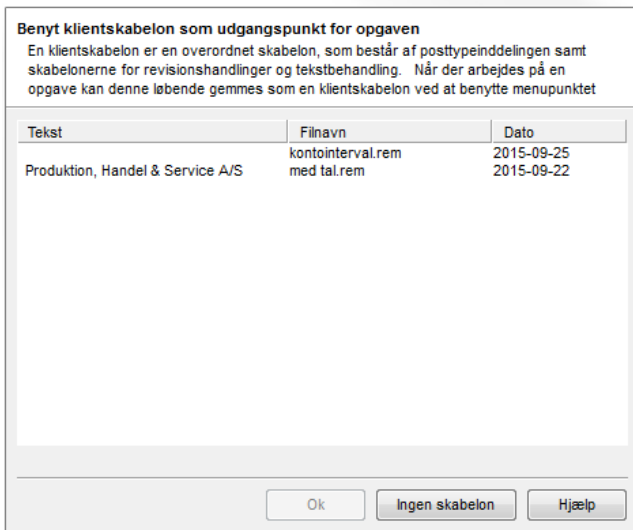 Benyt klientskabelon som udgangspunkt for opgaven
En klientskabelon er en overordnet skabelon, som består af posttypeinddelingen samt
skabelonerne for revisionshandlinger og tekstbehandling. Når der arbejdes på en
opgave kan denne løbende gemmes som en klientskabelon ved at benytte menupunktet
Tekst Filnavn Dato
kontointerval.rem 2015-09-25
Produktion, Handel & Service A/S med tal.rem 2015-09-22
Ok Ingen skabelon Hjælp